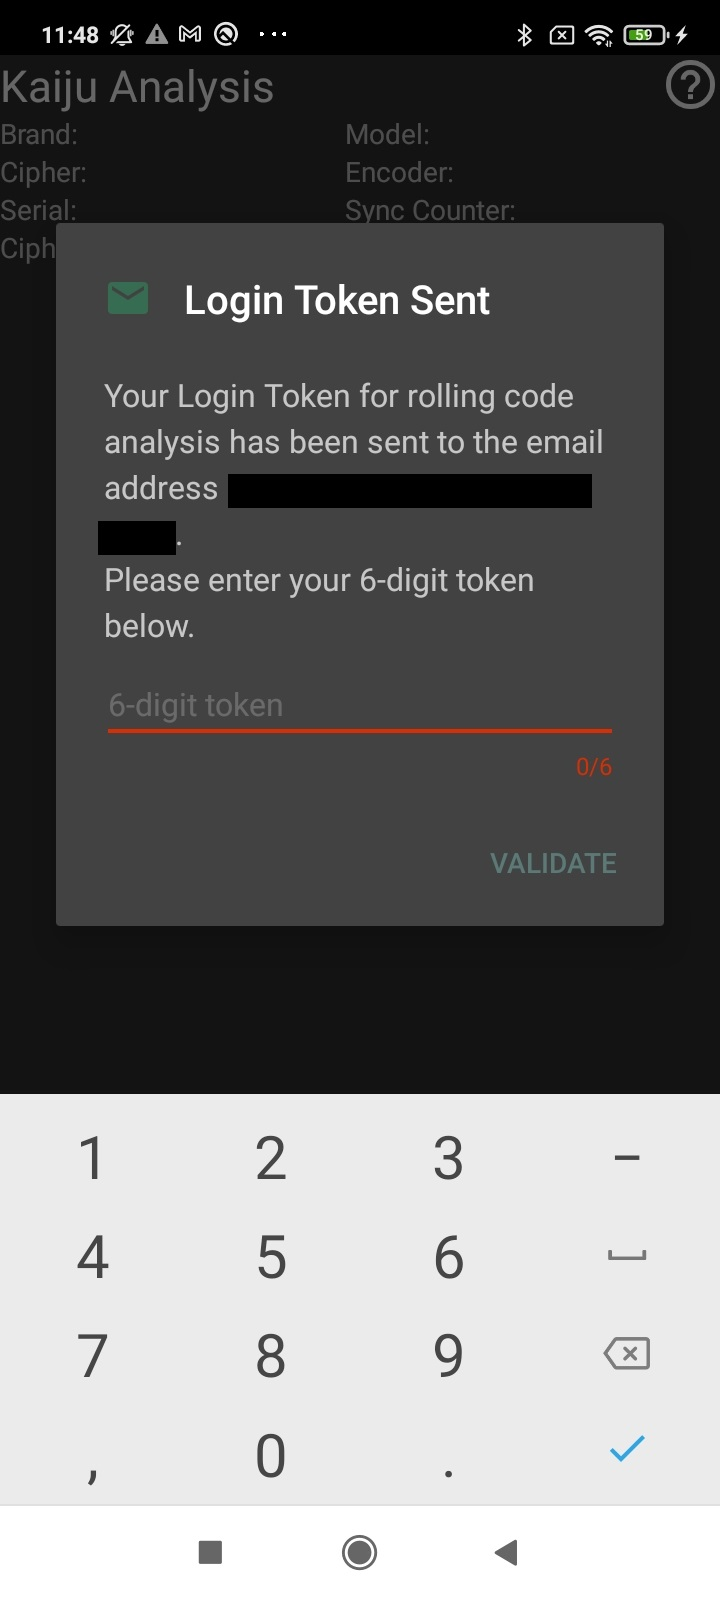 11:48 59
Kaiju Analysis
Brand: Model:
Cipher: Encoder:
Serial: Sync Counter:
Ciph
Login Token Sent
Your Login Token for rolling code
analysis has been sent to the email
address
.
Please enter your 6-digit token
below.
6-digit token
0/6
VALIDATE
1 2 3 –
4 5 6
7 8 9
, 0 .